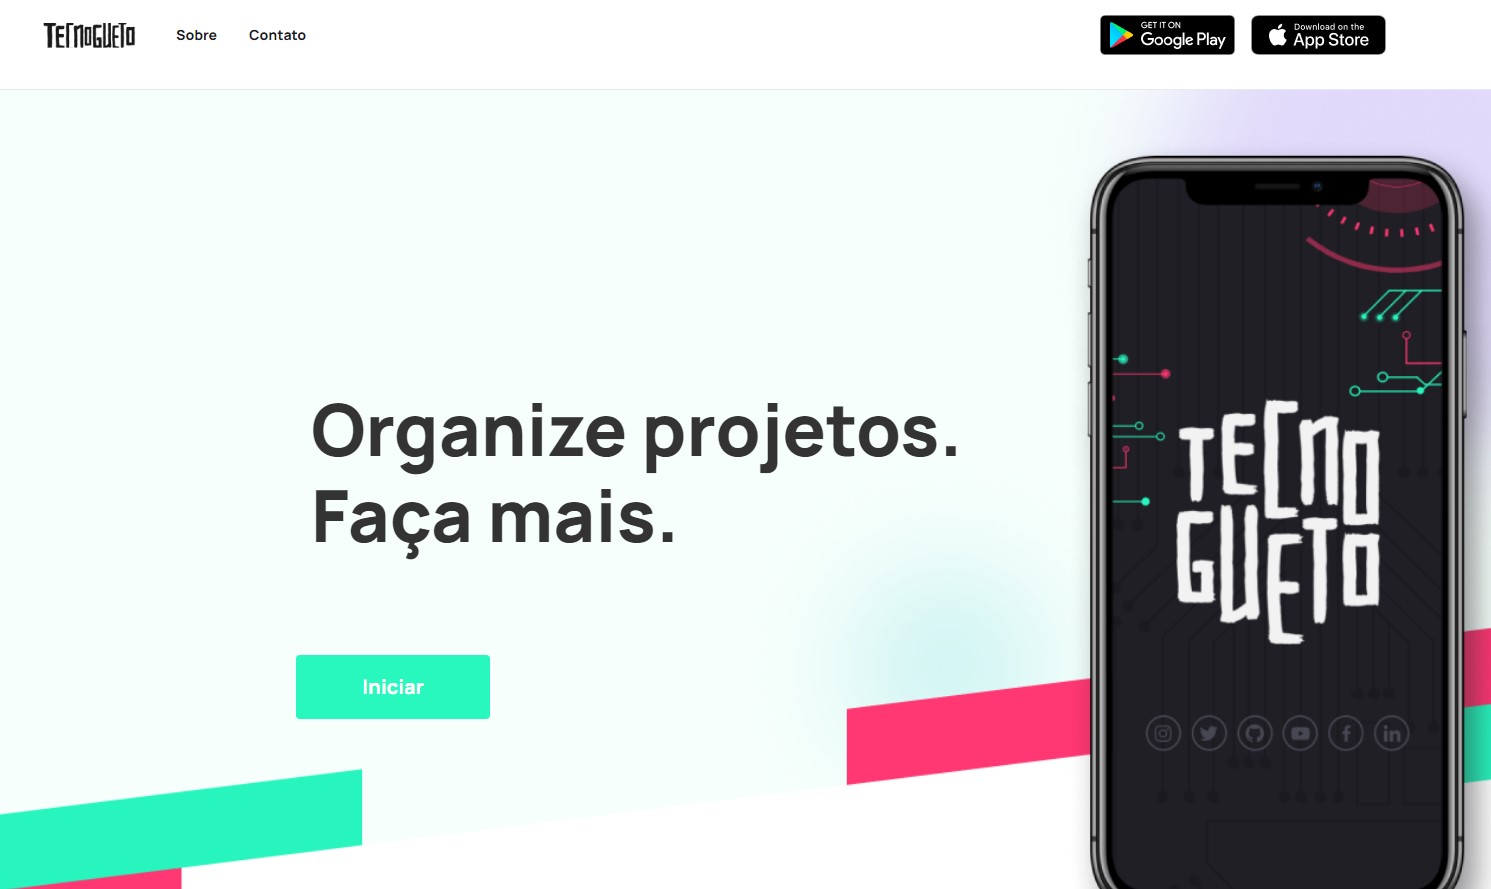 TECNOGUETO
Sobre
Contato
GET IT ON
Google Play
Download on the
App Store
Organize projetos.
Faça mais.
Iniciar
TECNO
GUETO